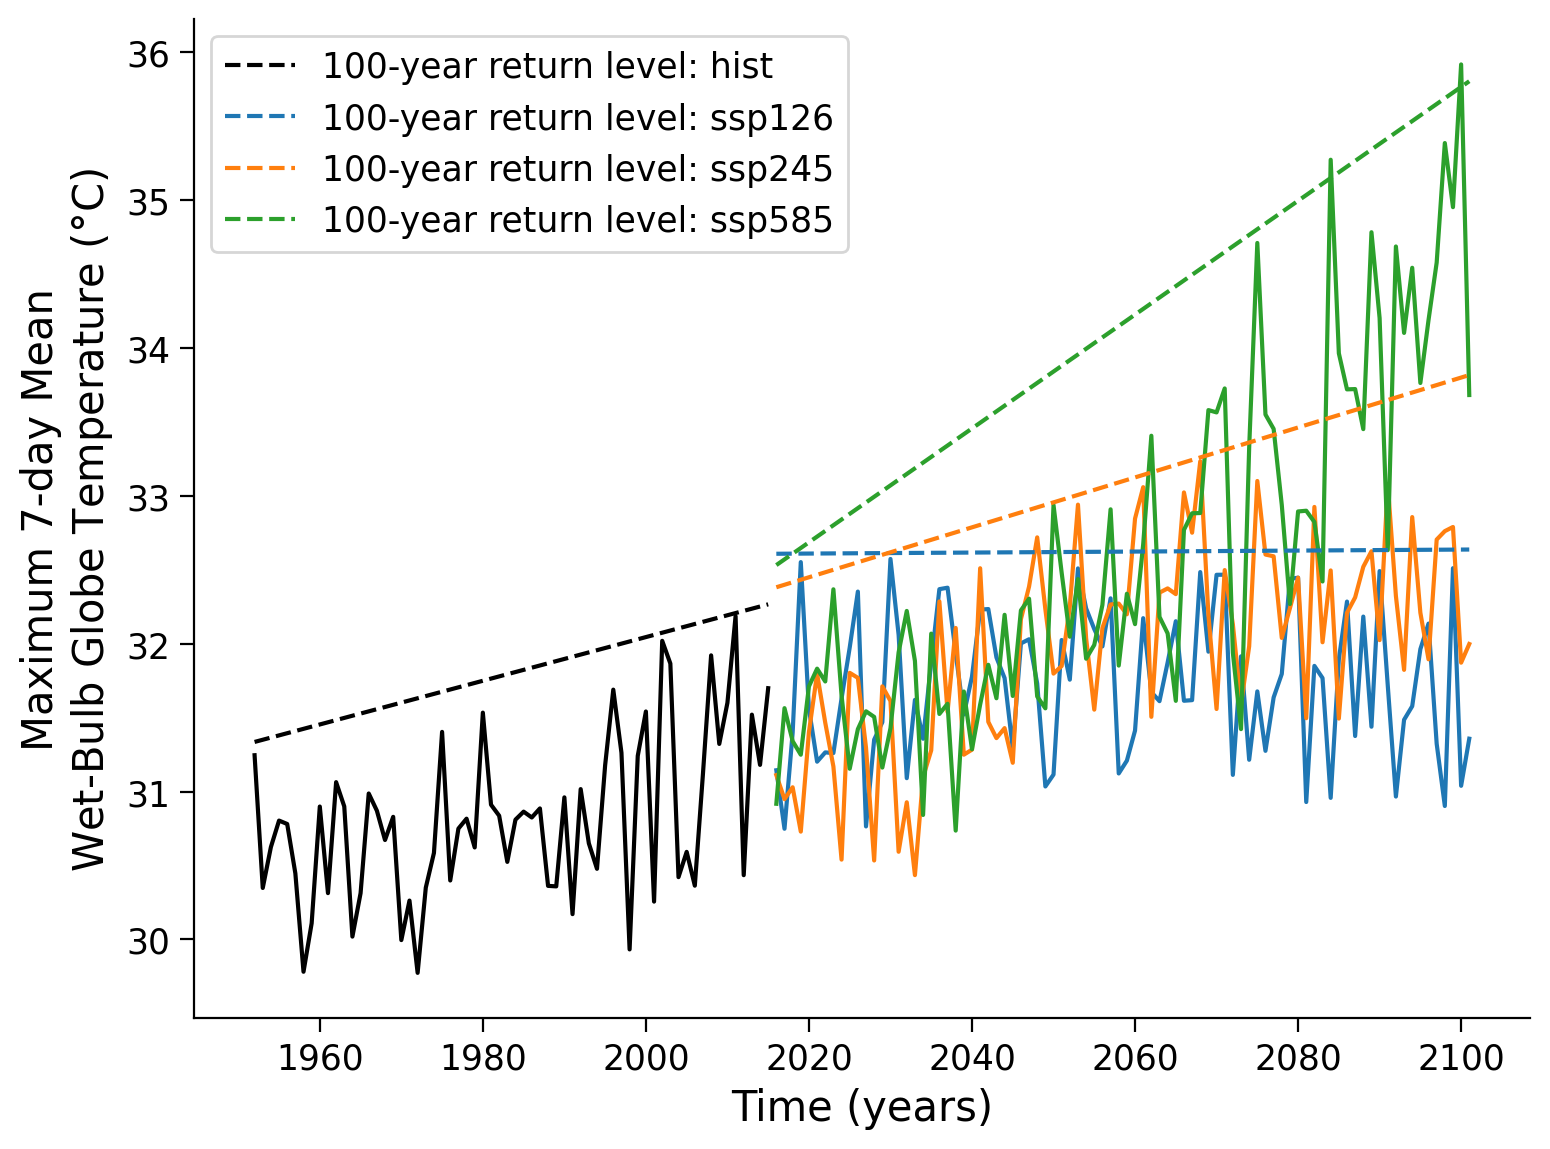 100-year return level: hist
100-year return level: ssp126
100-year return level: ssp245
100-year return level: ssp585
Maximum 7-day Mean
Wet-Bulb Globe Temperature (°C)
36
35
34
33
32
31
30
1960 1980 2000 2020 2040 2060 2080 2100
Time (years)